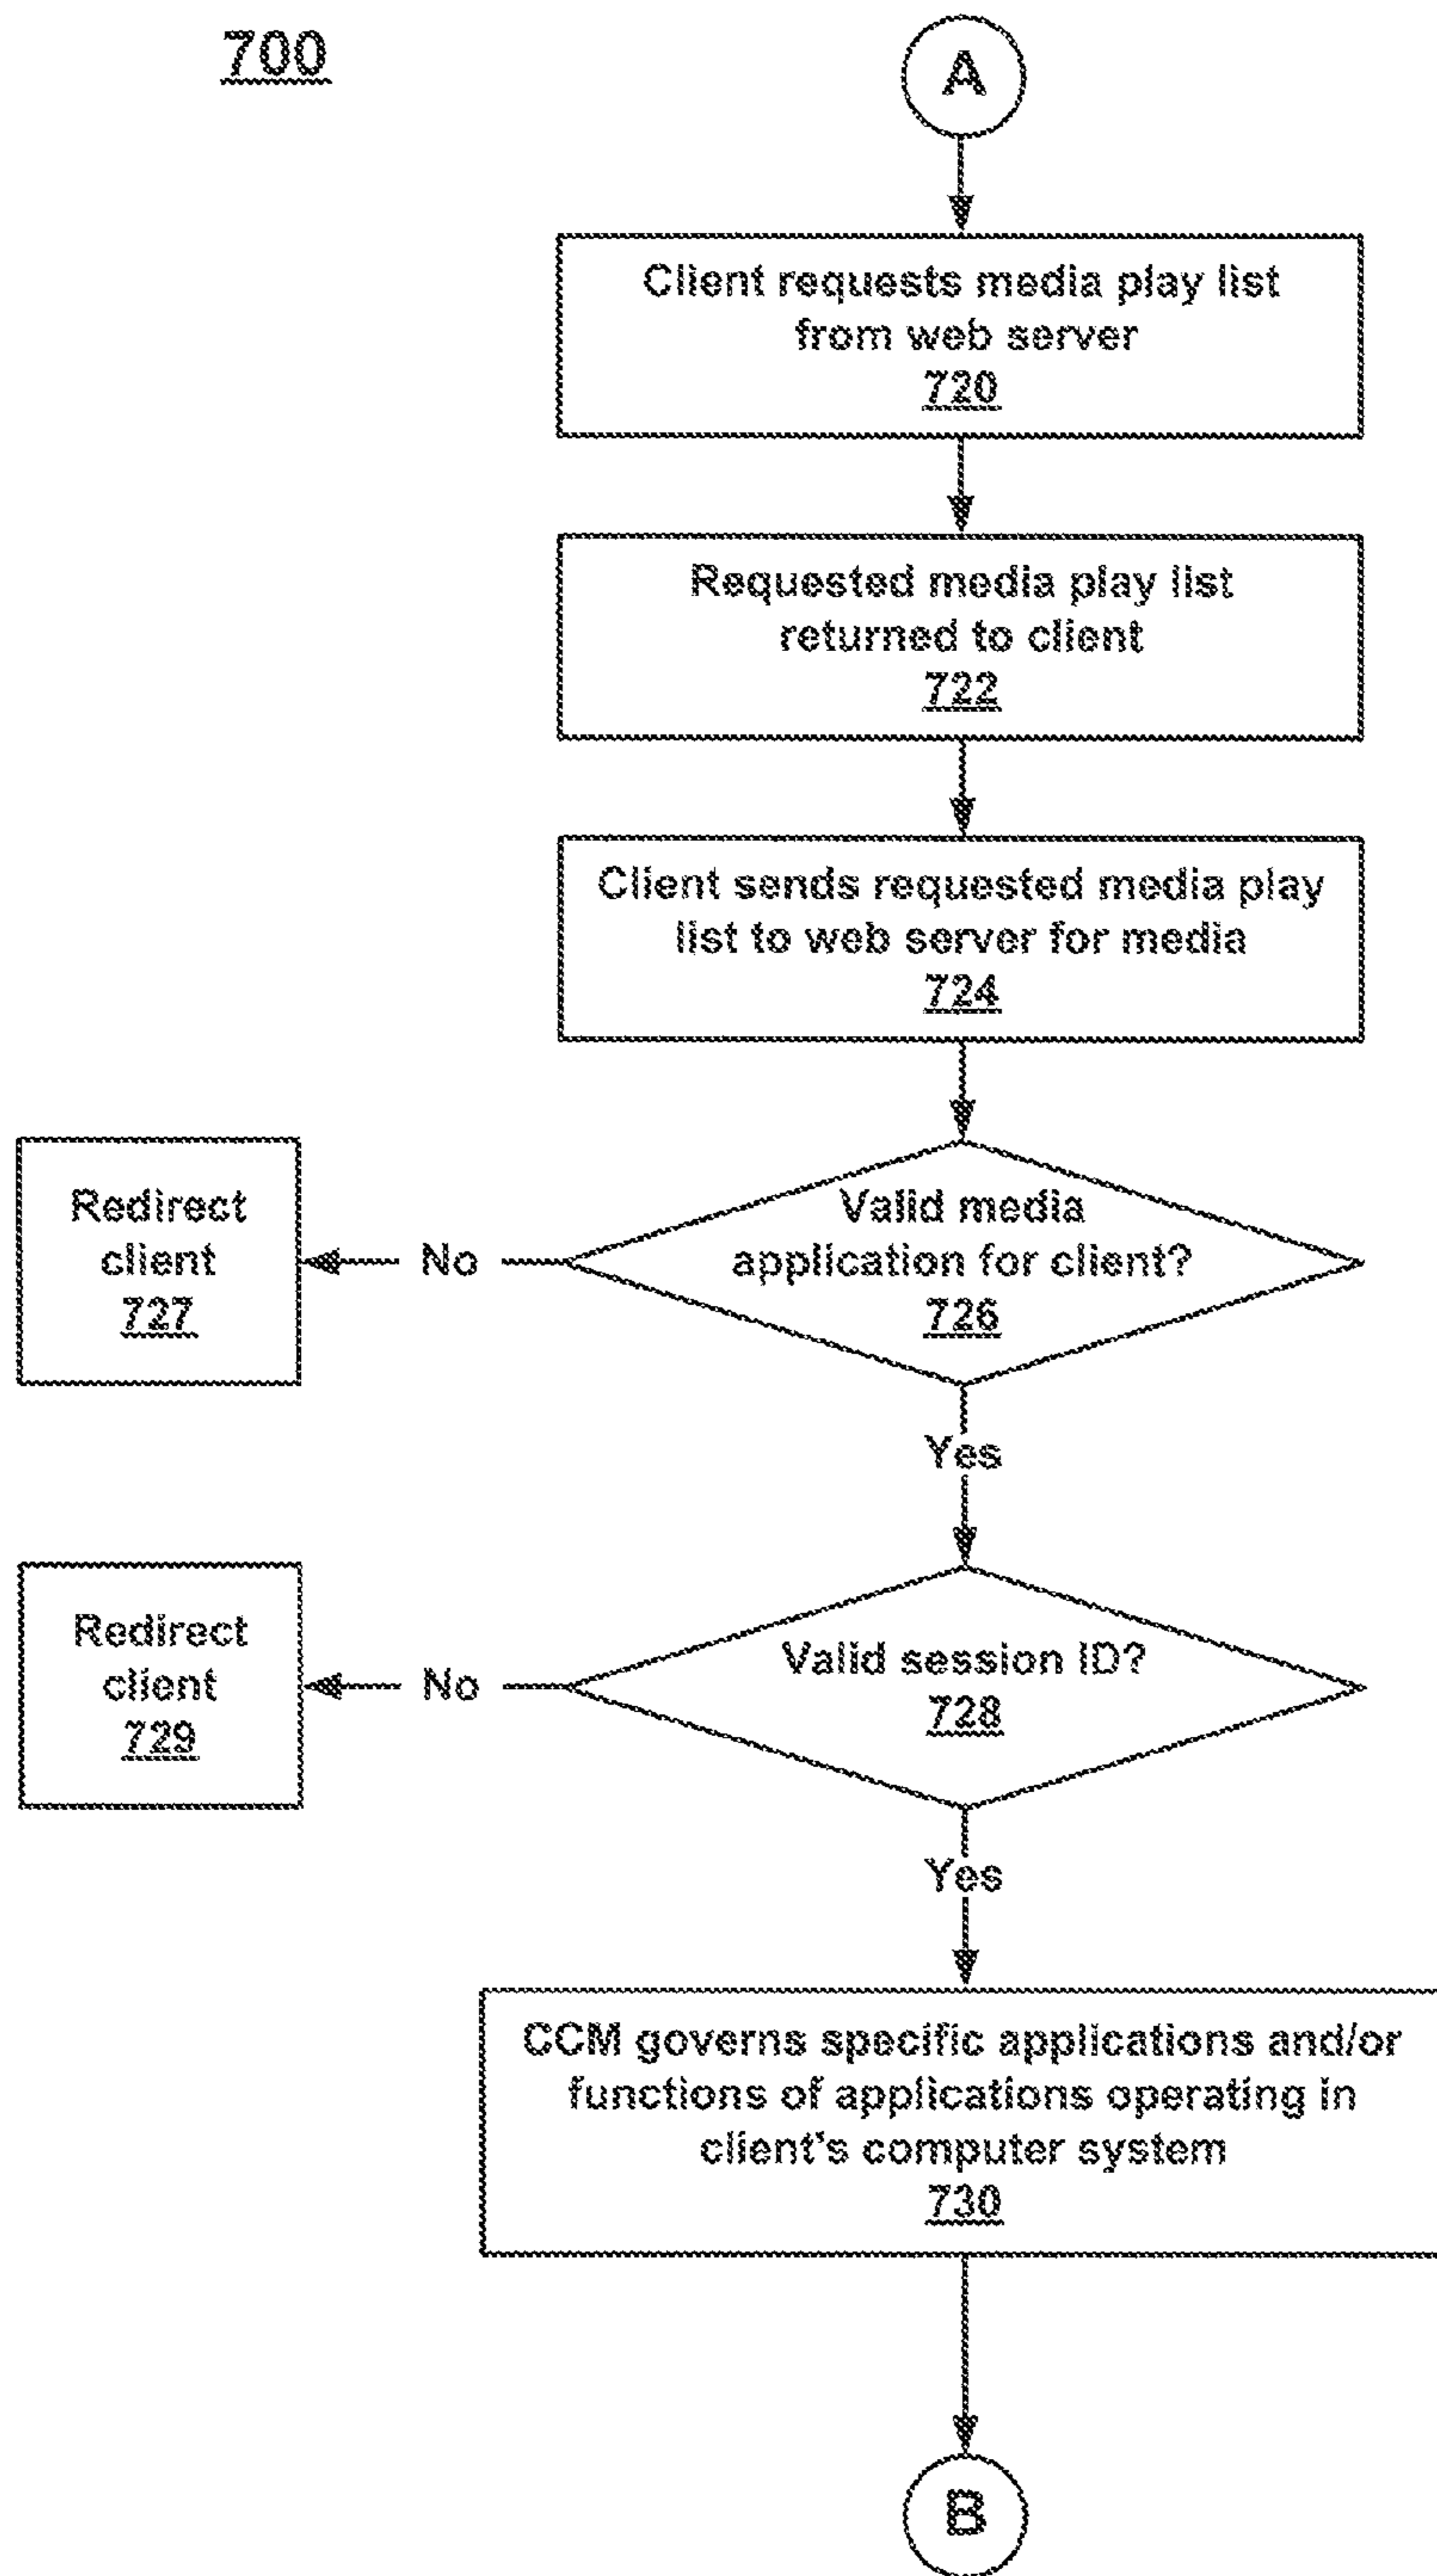 700
A
Client requests media play list
from web server
720
Requested media play list
returned to client
722
Client sends requested media play
list to web server for media
724
Valid media
application for client?
726
No
Redirect
client
727
Yes
Valid session ID?
728
No
Redirect
client
729
Yes
CCM governs specific applications and/or
functions of applications operating in
client's computer system
730
B